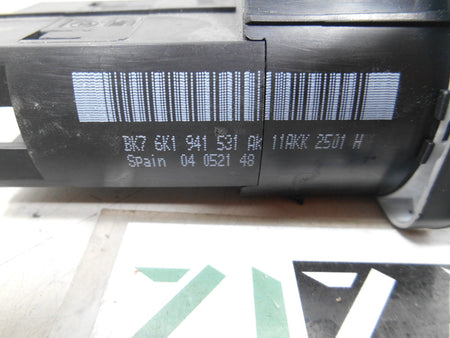 BK7 6K1 941 531 AK 11AKK 2501 H
Spain 04 0521 48